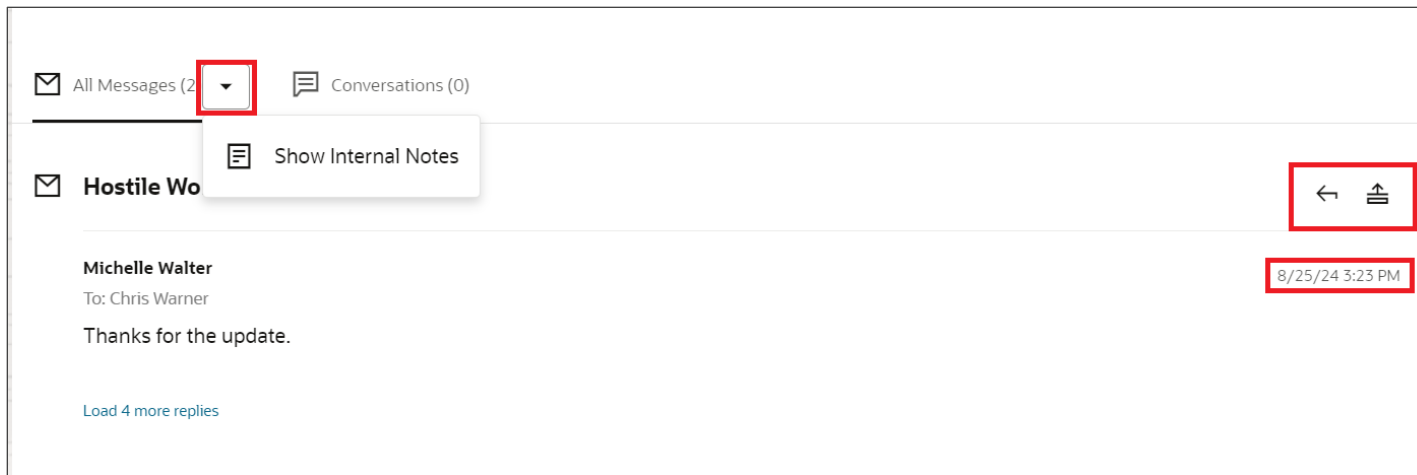 All Messages (2
Conversations (0)
Show Internal Notes
Hostile Wo
Michelle Walter
8/25/24 3:23 PM
To: Chris Warner
Thanks for the update.
Load 4 more replies